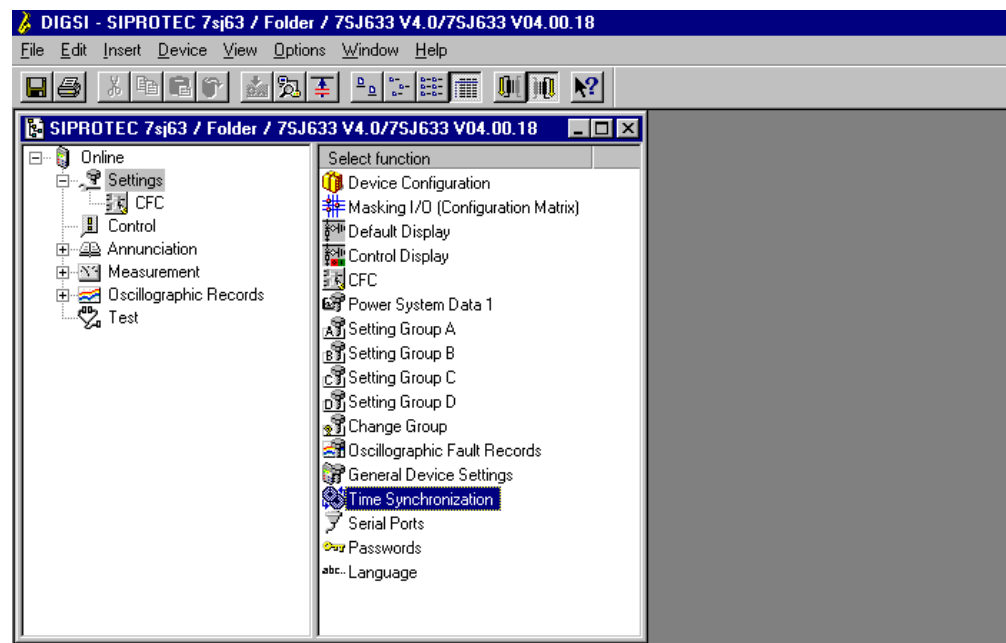 DIGSI - SIPROTEC 7sj63 / Folder / 7SJ633 V4.0/7SJ633 V04.00.18
File Edit Insert Device View Options Window Help
SIPROTEC 7sj63 / Folder / 7SJ633 V4.0/7SJ633 V04.00.18
Online
Settings
CFC
Control
Annunciation
Measurement
Oscillographic Records
Test
Select function
Device Configuration
Masking I/O (Configuration Matrix)
Default Display
Control Display
CFC
Power System Data 1
Setting Group A
Setting Group B
Setting Group C
Setting Group D
Change Group
Oscillographic Fault Records
General Device Settings
Time Synchronization
Serial Ports
Passwords
abc.. Language